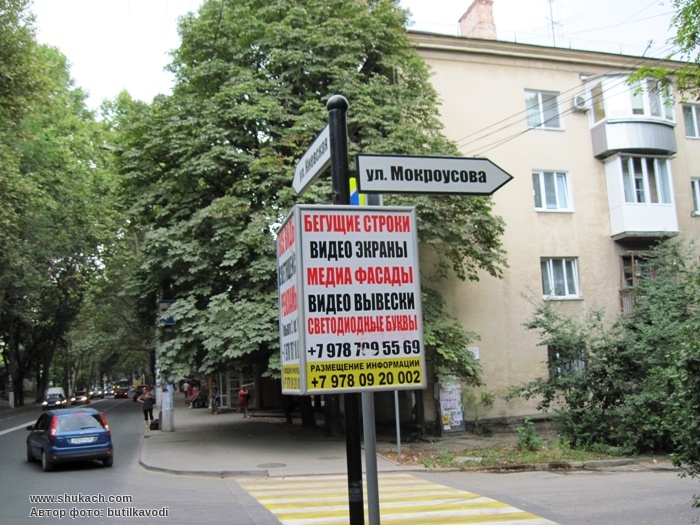 ул. Киевская
ул. Мокроусова
БЕГУЩИЕ СТРОКИ
ВИДЕО ЭКРАНЫ
МЕДИА ФАСАДЫ
ВИДЕО ВЫВЕСКИ
СВЕТОДИОДНЫЕ БУКВЫ
+7 978 799 55 69
РАЗМЕЩЕНИЕ ИНФОРМАЦИИ
+7 978 09 20 002
www.shukach.com
Автор фото: butilkavodi